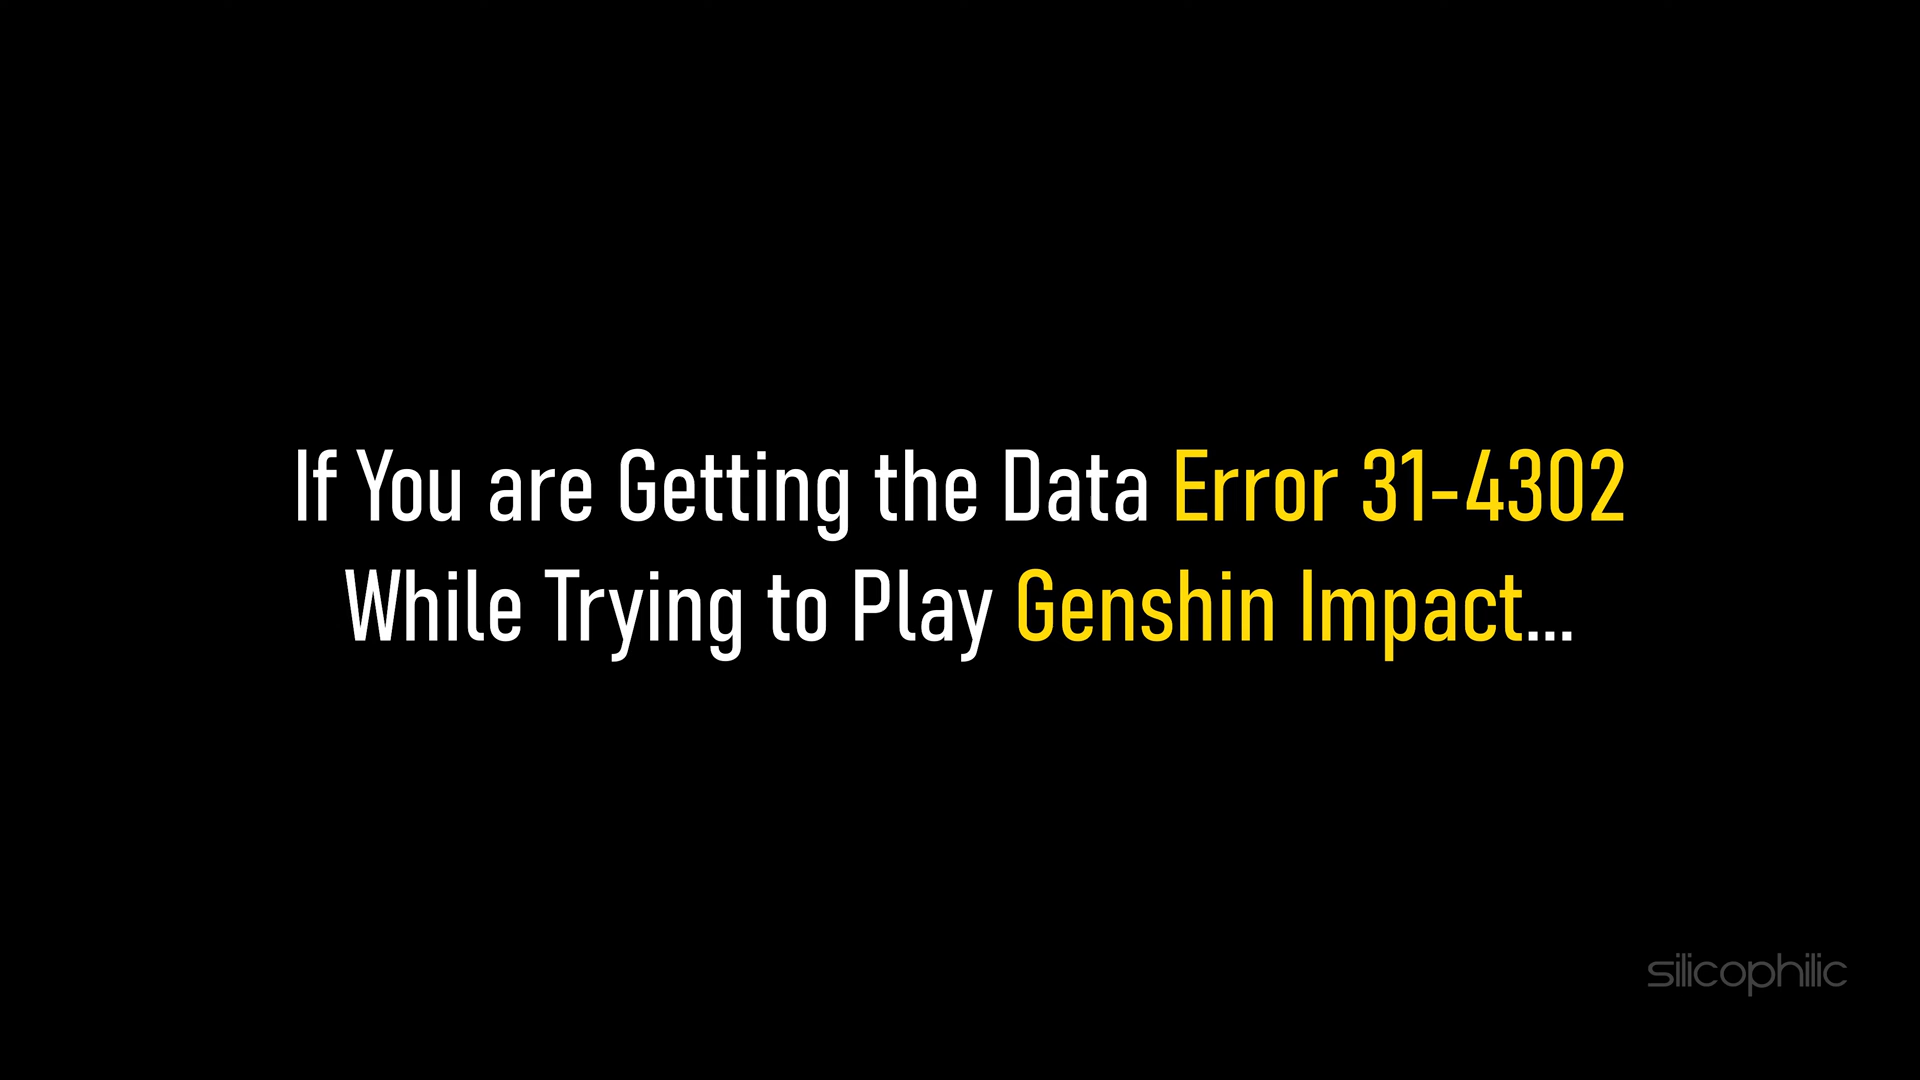 If You are Getting the Data Error 31-4302
While Trying to Play Genshin Impact...
silicophilic